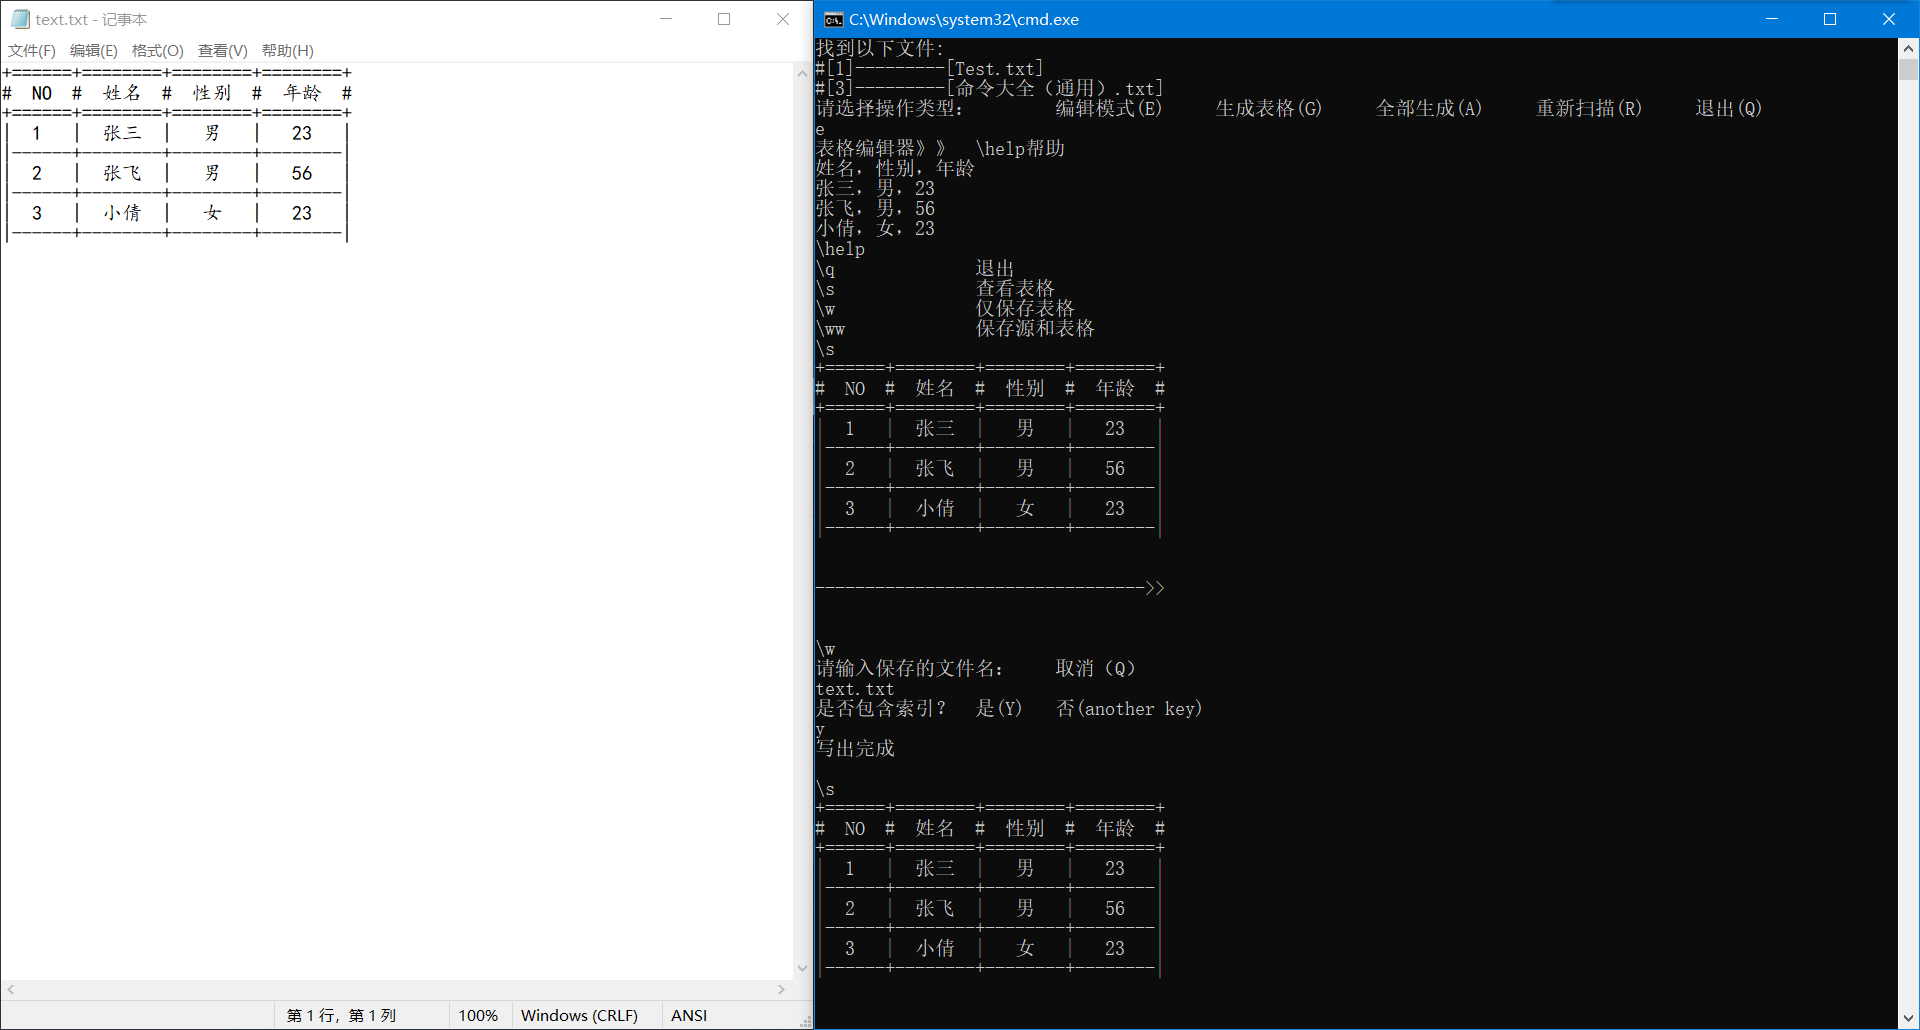 text.txt - 记事本
文件(F) 编辑(E) 格式(O) 查看(V) 帮助(H)
+======+========+========+========+
#  NO  #  姓名  #  性别  #  年龄  #
+======+========+========+========+
|  1   |  张三  |   男   |   23   |
|------+--------+--------+--------|
|  2   |  张飞  |   男   |   56   |
|------+--------+--------+--------|
|  3   |  小倩  |   女   |   23   |
|------+--------+--------+--------|
第 1 行，第 1 列 100% Windows (CRLF) ANSI
C:\Windows\system32\cmd.exe
找到以下文件:
#[1]---------[Test.txt]
#[3]---------[命令大全（通用）.txt]
请选择操作类型: 编辑模式(E) 生成表格(G) 全部生成(A) 重新扫描(R) 退出(Q)
e
表格编辑器》》 \help帮助
姓名，性别，年龄
张三，男，23
张飞，男，56
小倩，女，23
\help
\q 退出
\s 查看表格
\w 仅保存表格
\ww 保存源和表格
\s
+======+========+========+========+
#  NO  #  姓名  #  性别  #  年龄  #
+======+========+========+========+
|  1   |  张三  |   男   |   23   |
|------+--------+--------+--------|
|  2   |  张飞  |   男   |   56   |
|------+--------+--------+--------|
|  3   |  小倩  |   女   |   23   |
|------+--------+--------+--------|
--------------------------------->>
\w
请输入保存的文件名: 取消（Q）
text.txt
是否包含索引? 是(Y) 否(another key)
y
写出完成
\s
+======+========+========+========+
#  NO  #  姓名  #  性别  #  年龄  #
+======+========+========+========+
|  1   |  张三  |   男   |   23   |
|------+--------+--------+--------|
|  2   |  张飞  |   男   |   56   |
|------+--------+--------+--------|
|  3   |  小倩  |   女   |   23   |
|------+--------+--------+--------|